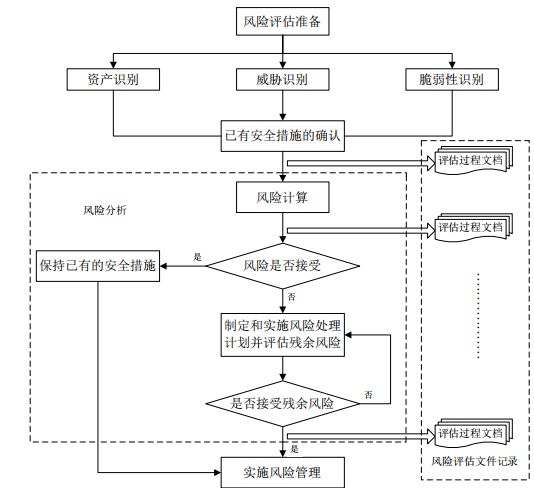 风险评估准备
资产识别
威胁识别
脆弱性识别
已有安全措施的确认
评估过程文档
风险计算
风险分析
评估过程文档
是
保持已有的安全措施
风险是否接受
否
制定和实施风险处理
计划并评估残余风险
否
是否接受残余风险
评估过程文档
是
风险评估文件记录
实施风险管理